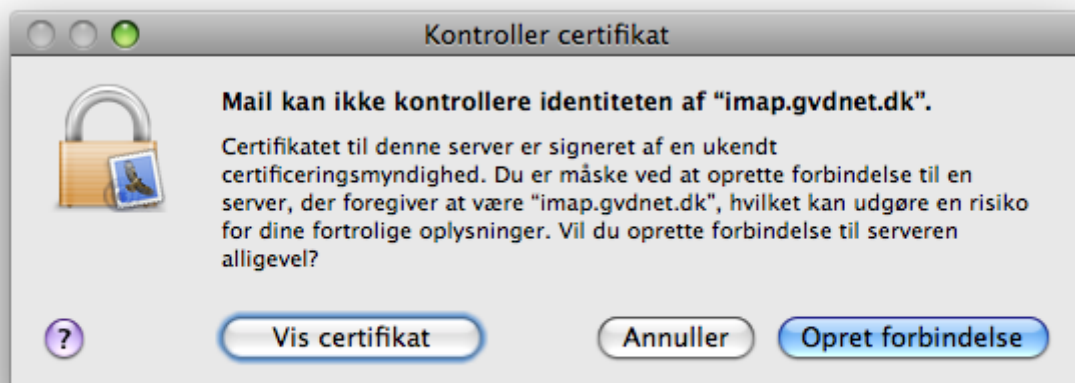 Kontroller certifikat
Mail kan ikke kontrollere identiteten af “imap.gvdnet.dk”.
Certifikatet til denne server er signeret af en ukendt
certificeringsmyndighed. Du er måske ved at oprette forbindelse til en
server, der foregiver at være “imap.gvdnet.dk”, hvilket kan udgøre en risiko
for dine fortrolige oplysninger. Vil du oprette forbindelse til serveren
alligevel?
? Vis certifikat Annuller Opret forbindelse